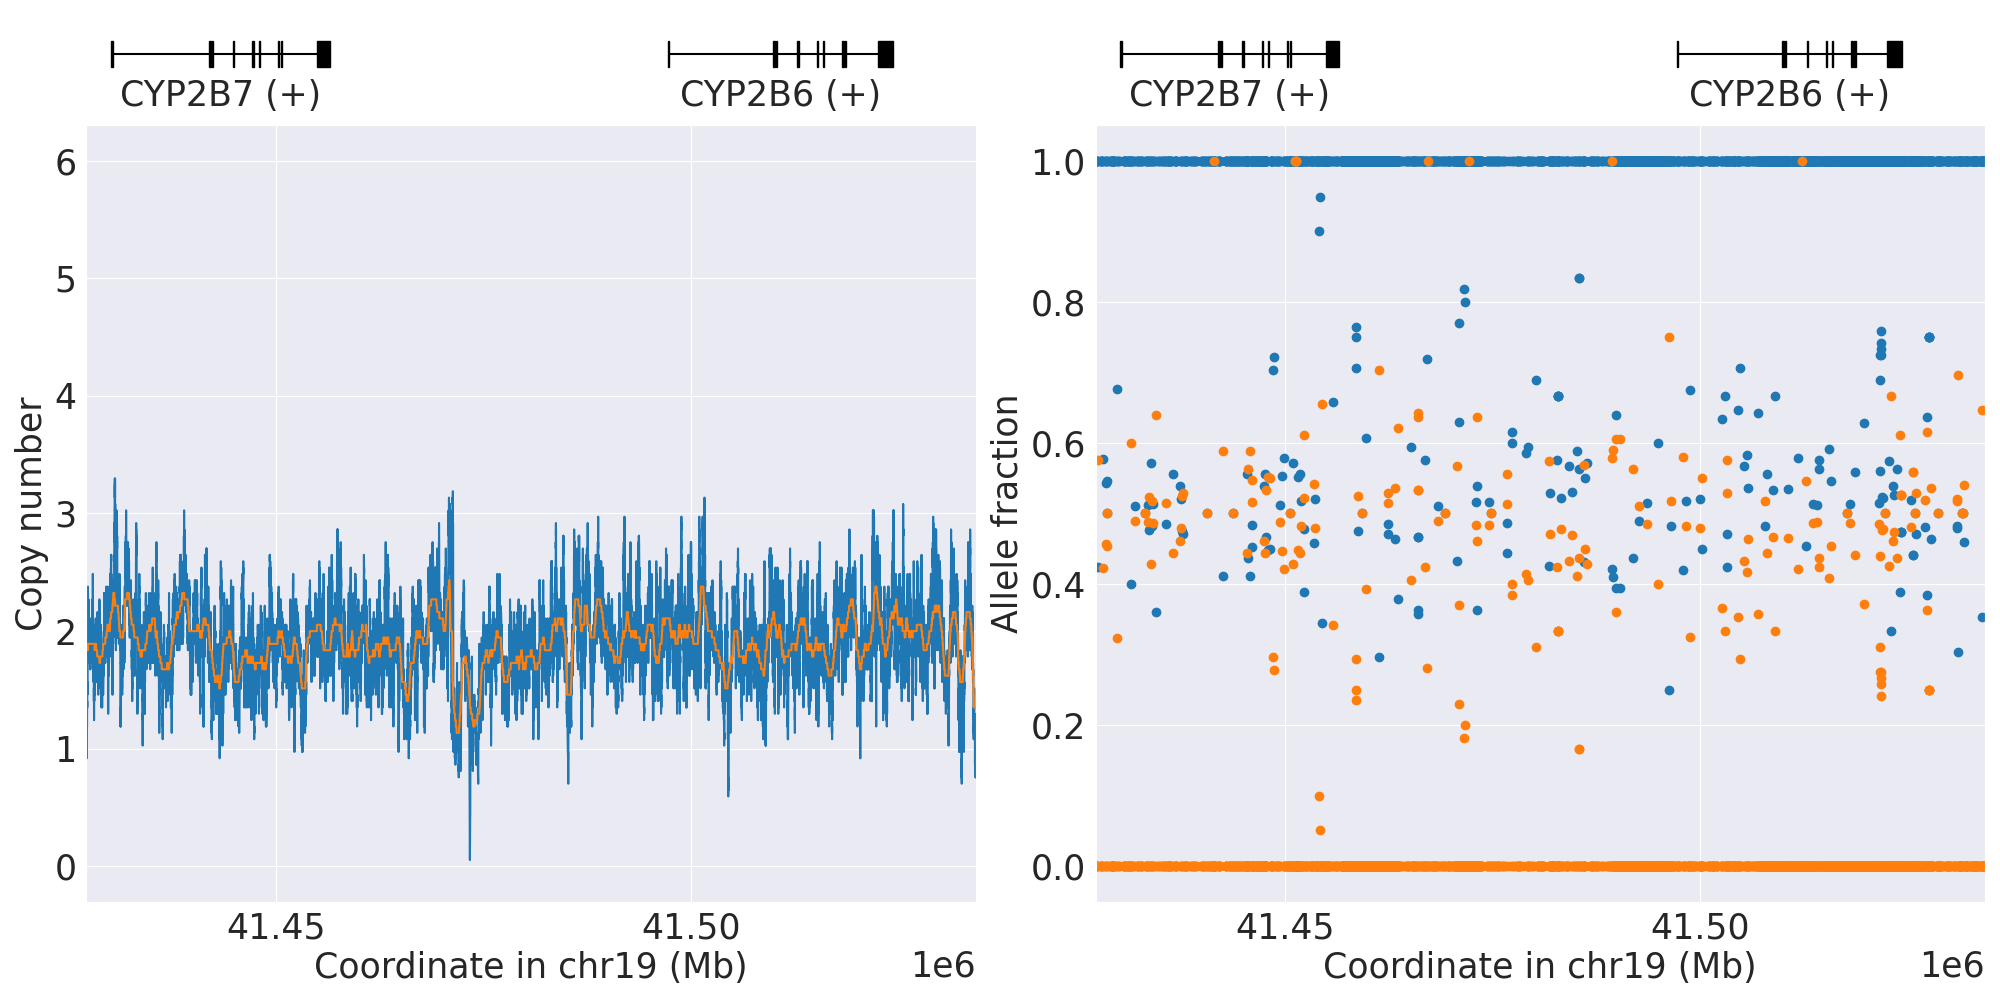 CYP2B7 (+) CYP2B6 (+)
6
5
4
3
2
1
0
Copy number
41.45 41.50
Coordinate in chr19 (Mb) 1e6
CYP2B7 (+) CYP2B6 (+)
1.0
0.8
0.6
0.4
0.2
0.0
Allele fraction
41.45 41.50
Coordinate in chr19 (Mb) 1e6